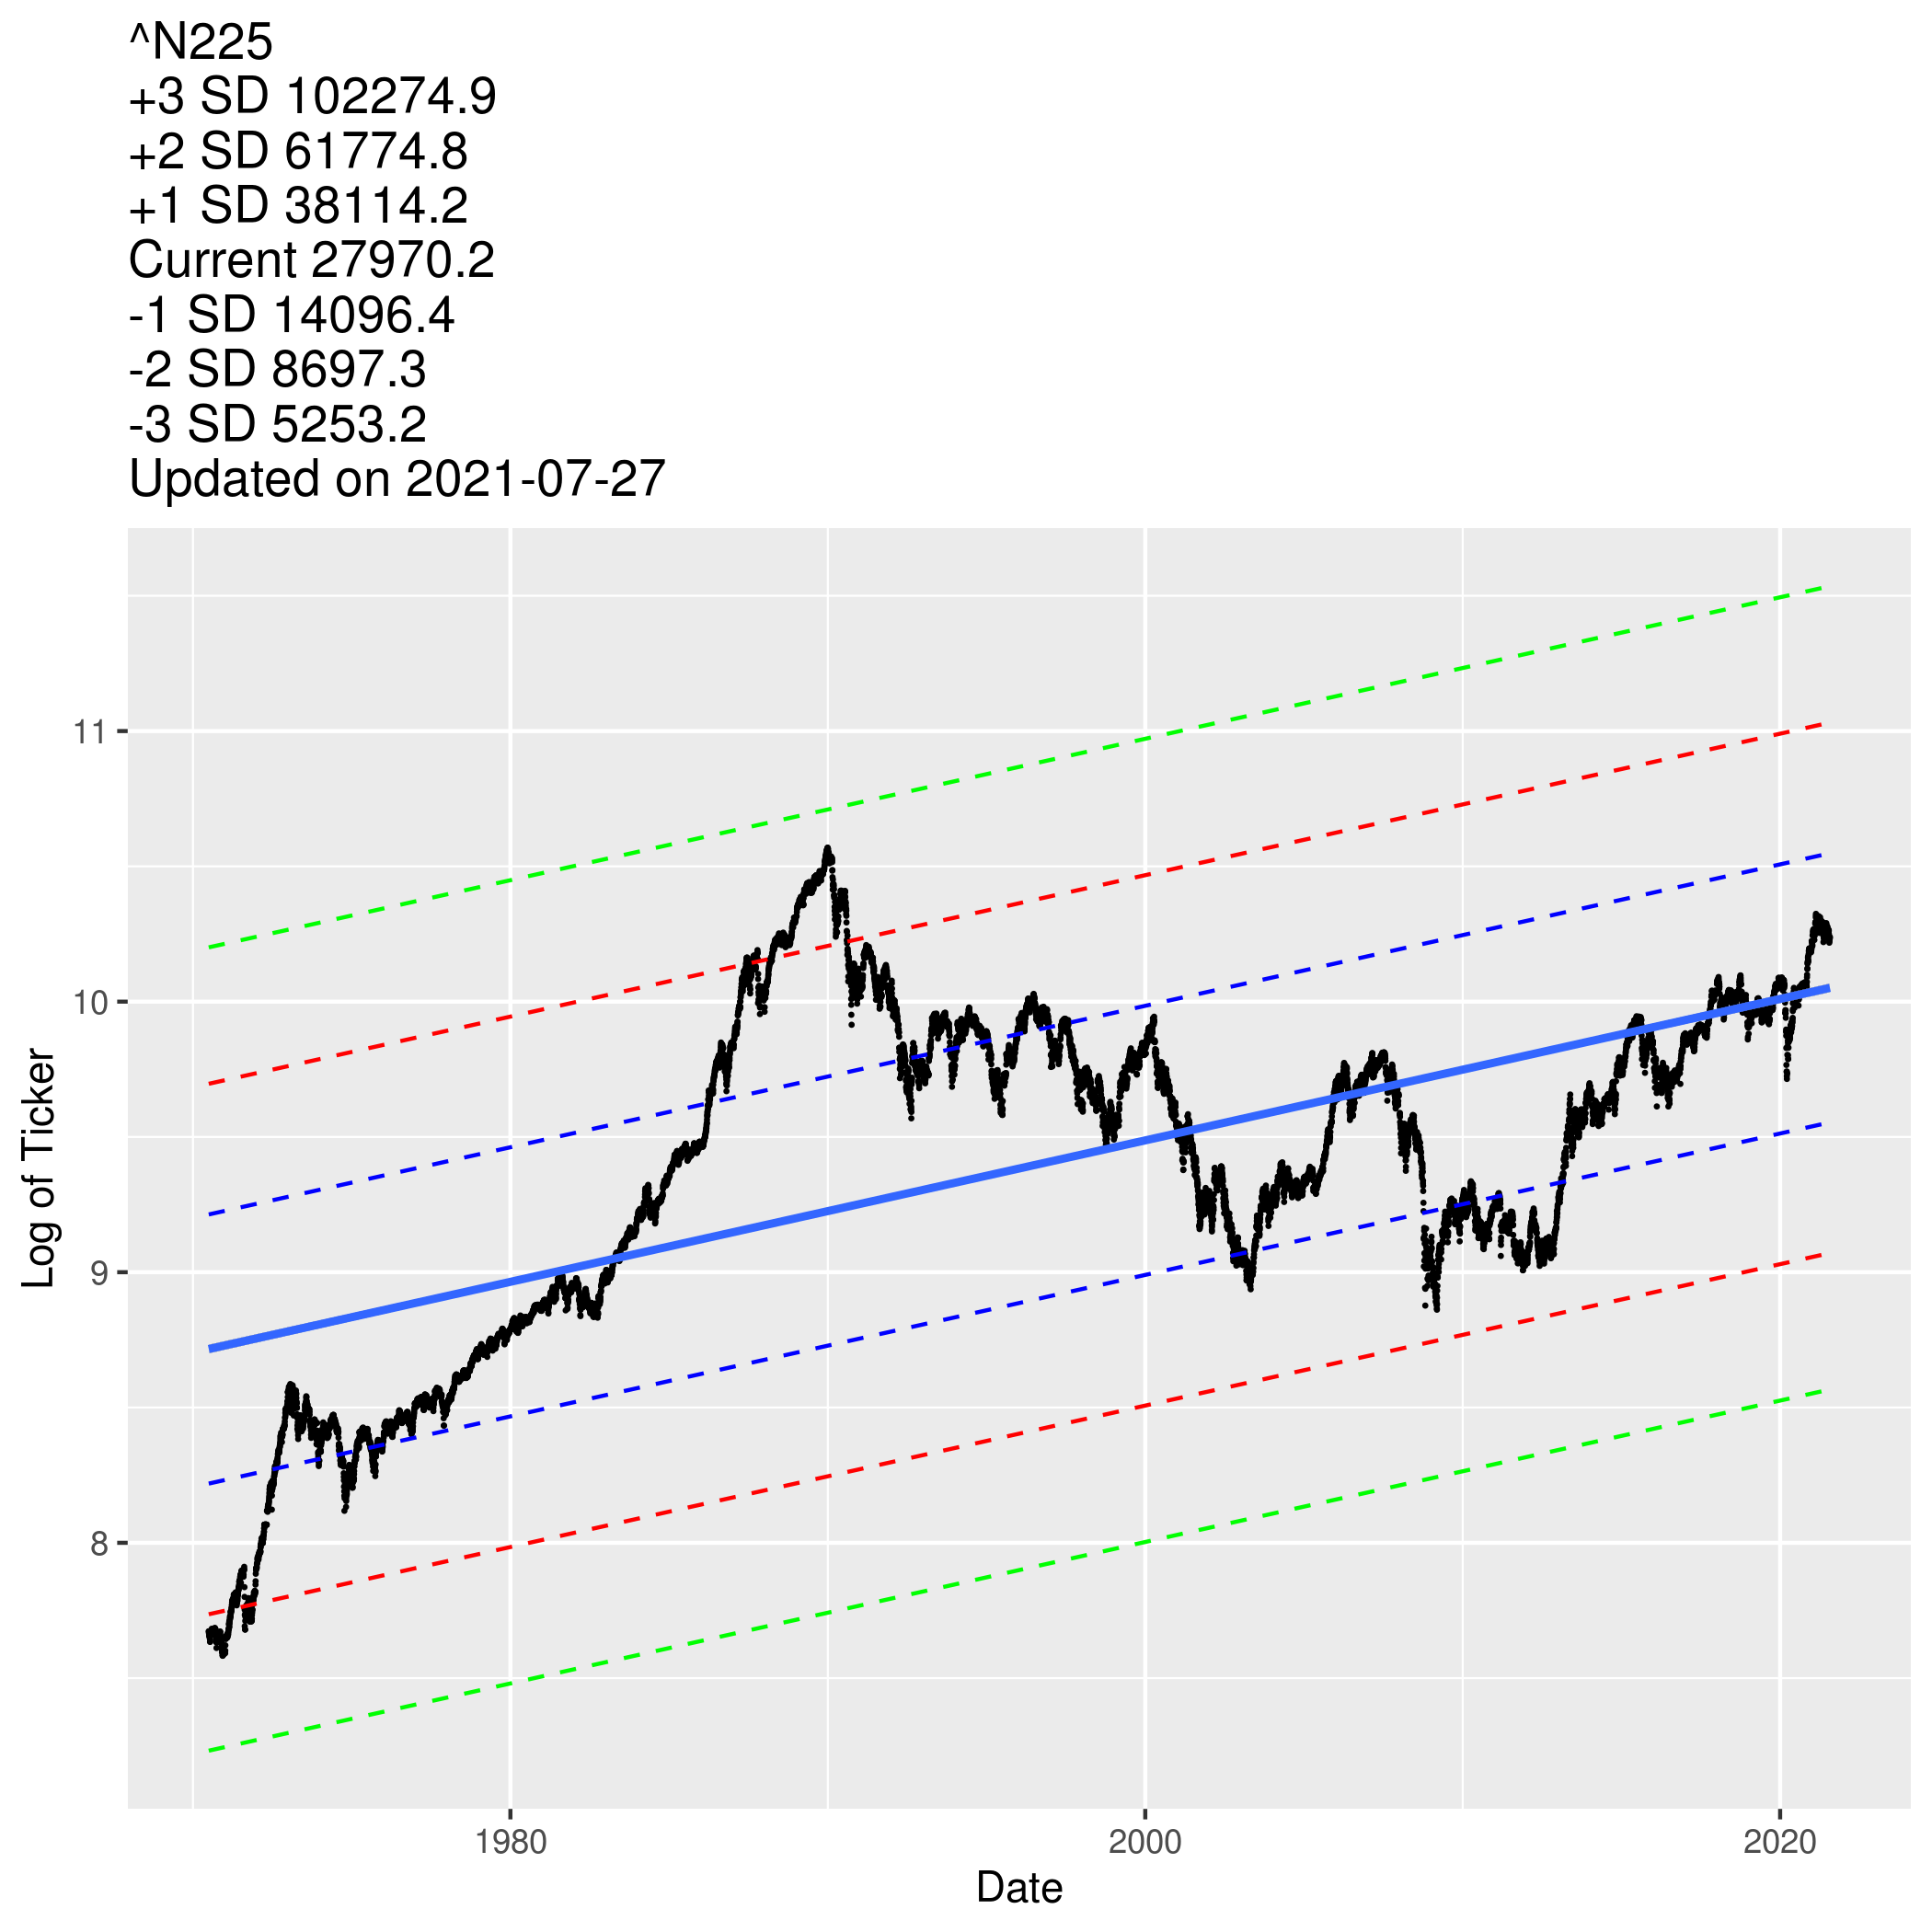 ^N225
+3 SD 102274.9
+2 SD 61774.8
+1 SD 38114.2
Current 27970.2
-1 SD 14096.4
-2 SD 8697.3
-3 SD 5253.2
Updated on 2021-07-27
11
10
9
8
Log of Ticker
1980
2000
2020
Date